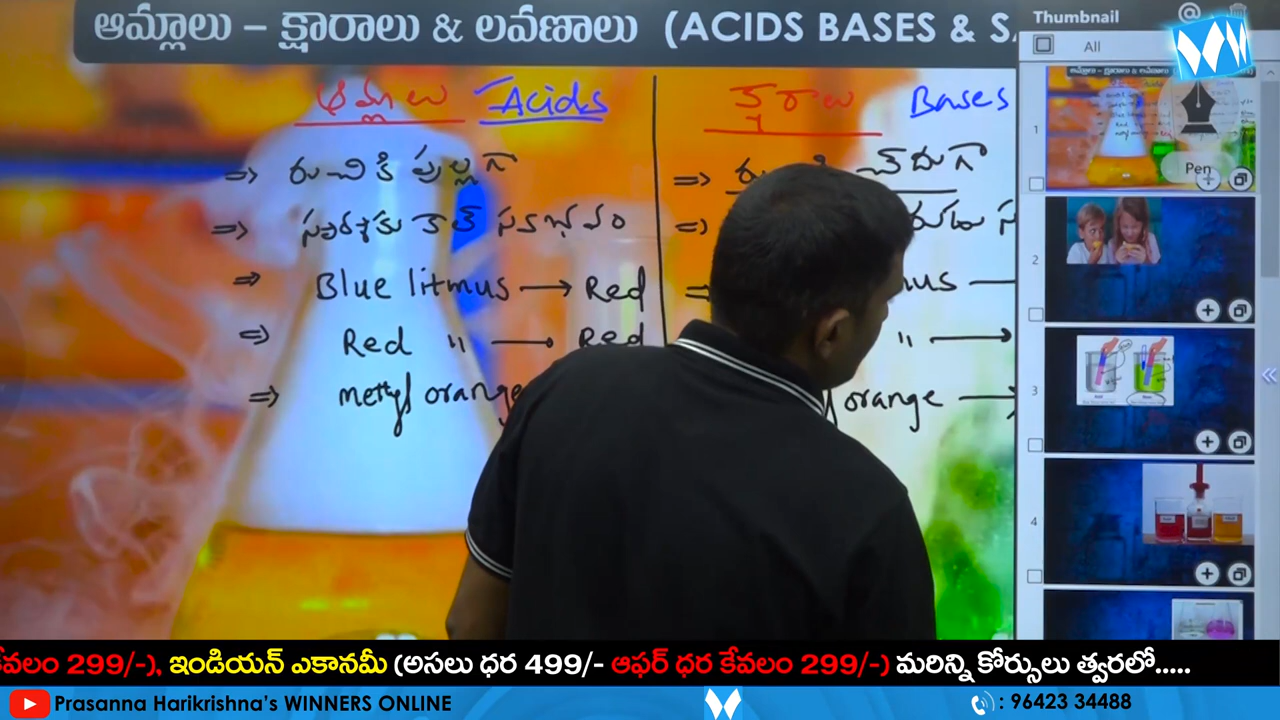 ఆమ్లాలు – క్షారాలు & లవణాలు (ACIDS BASES & S
Thumbnail
All
ఆమ్లాలు Acids
క్షారాలు Bases
⇒ రుచికి పుల్లగా
⇒ చేదుగా
⇒ స్పర్శకు
⇒ Blue litmus → Red
⇒ Red " → Red
" →
⇒ methyl orange
orange →
1
Pen
2
3
4
కేవలం 299/-), ఇండియన్ ఎకానమీ (అసలు ధర 499/- ఆఫర్ ధర కేవలం 299/-) మరిన్ని కోర్సులు త్వరలో.....
Prasanna Harikrishna's WINNERS ONLINE
: 96423 34488